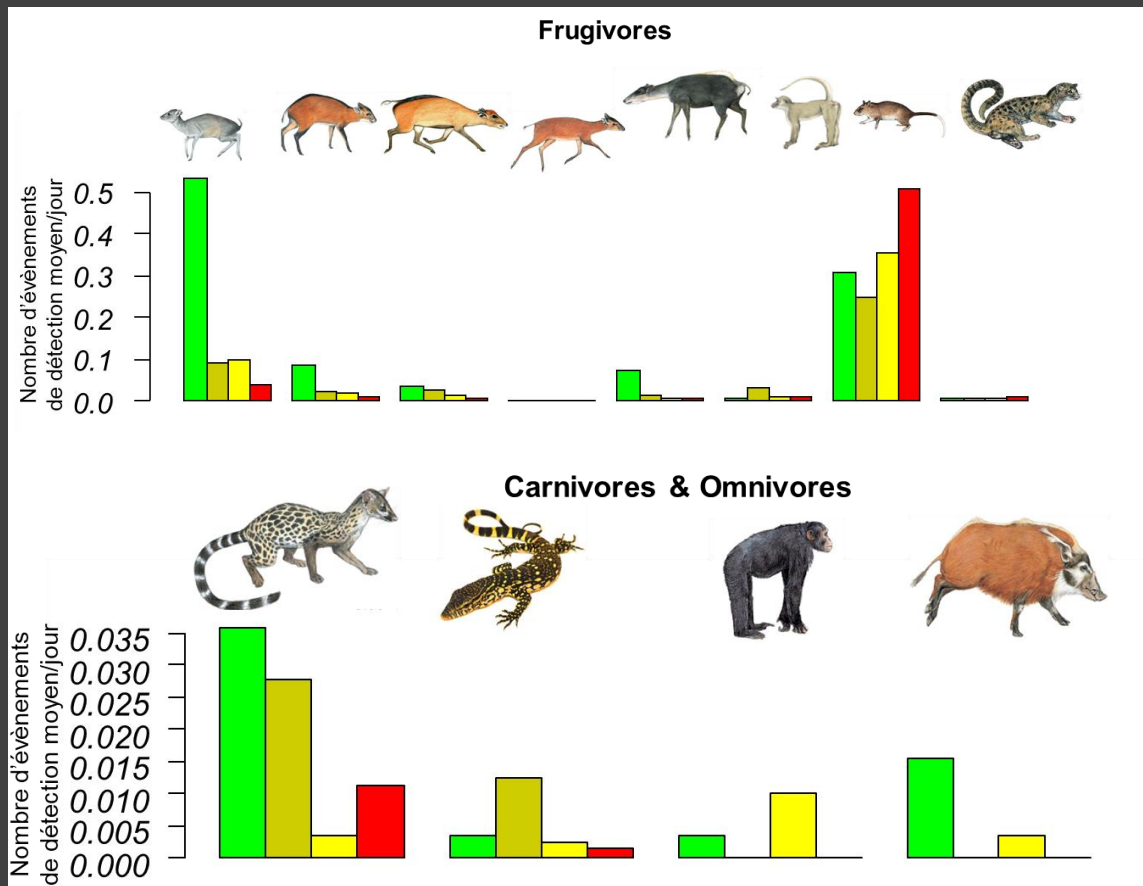 Frugivores
Nombre d'évènements
de détection moyen/jour
0.5
0.4
0.3
0.2
0.1
0.0
Carnivores & Omnivores
Nombre d'évènements
de détection moyen/jour
0.035
0.030
0.025
0.020
0.015
0.010
0.005
0.000